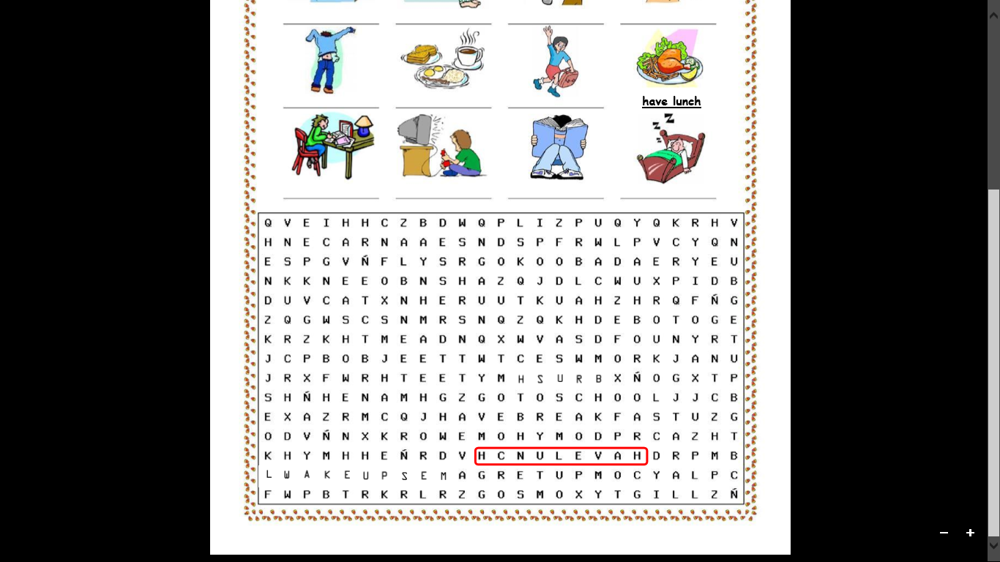 have lunch
z z z
Q V E I H H C Z B D W Q P L I Z P U Q Y Q K R H V
H N E C A R N A A E S N D S P F R W L P V C Y Q N
E S P G V Ñ F L Y S R G O K O O B A D A E R Y E U
N K K N E E O B N S H A Z Q J D L C W U X P I D B
D U V C A T X N H E R U U T K U A H Z H R Q F Ñ G
Z Q G W S C S N M R S N Q Z Q K H D E B O T O G E
K R Z K H T M E A D N Q X W V A S D F O U N Y R T
J C P B O B J E E T T W T C E S W M O R K J A N U
J R X F W R H T E E T Y M H S U R B X Ñ O G X T P
S H Ñ H E N A M H G Z G O T O S C H O O L J J C B
E X A Z R M C Q J H A V E B R E A K F A S T U Z G
O D V Ñ N X K R O W E M O H Y M O D P R C A Z H T
K H Y M H H E Ñ R D V H C N U L E V A H D R P M B
L W A K E U P S E M A G R E T U P M O C Y A L P C
F W P B T R K R L R Z G O S M O X Y T G I L L Z Ñ